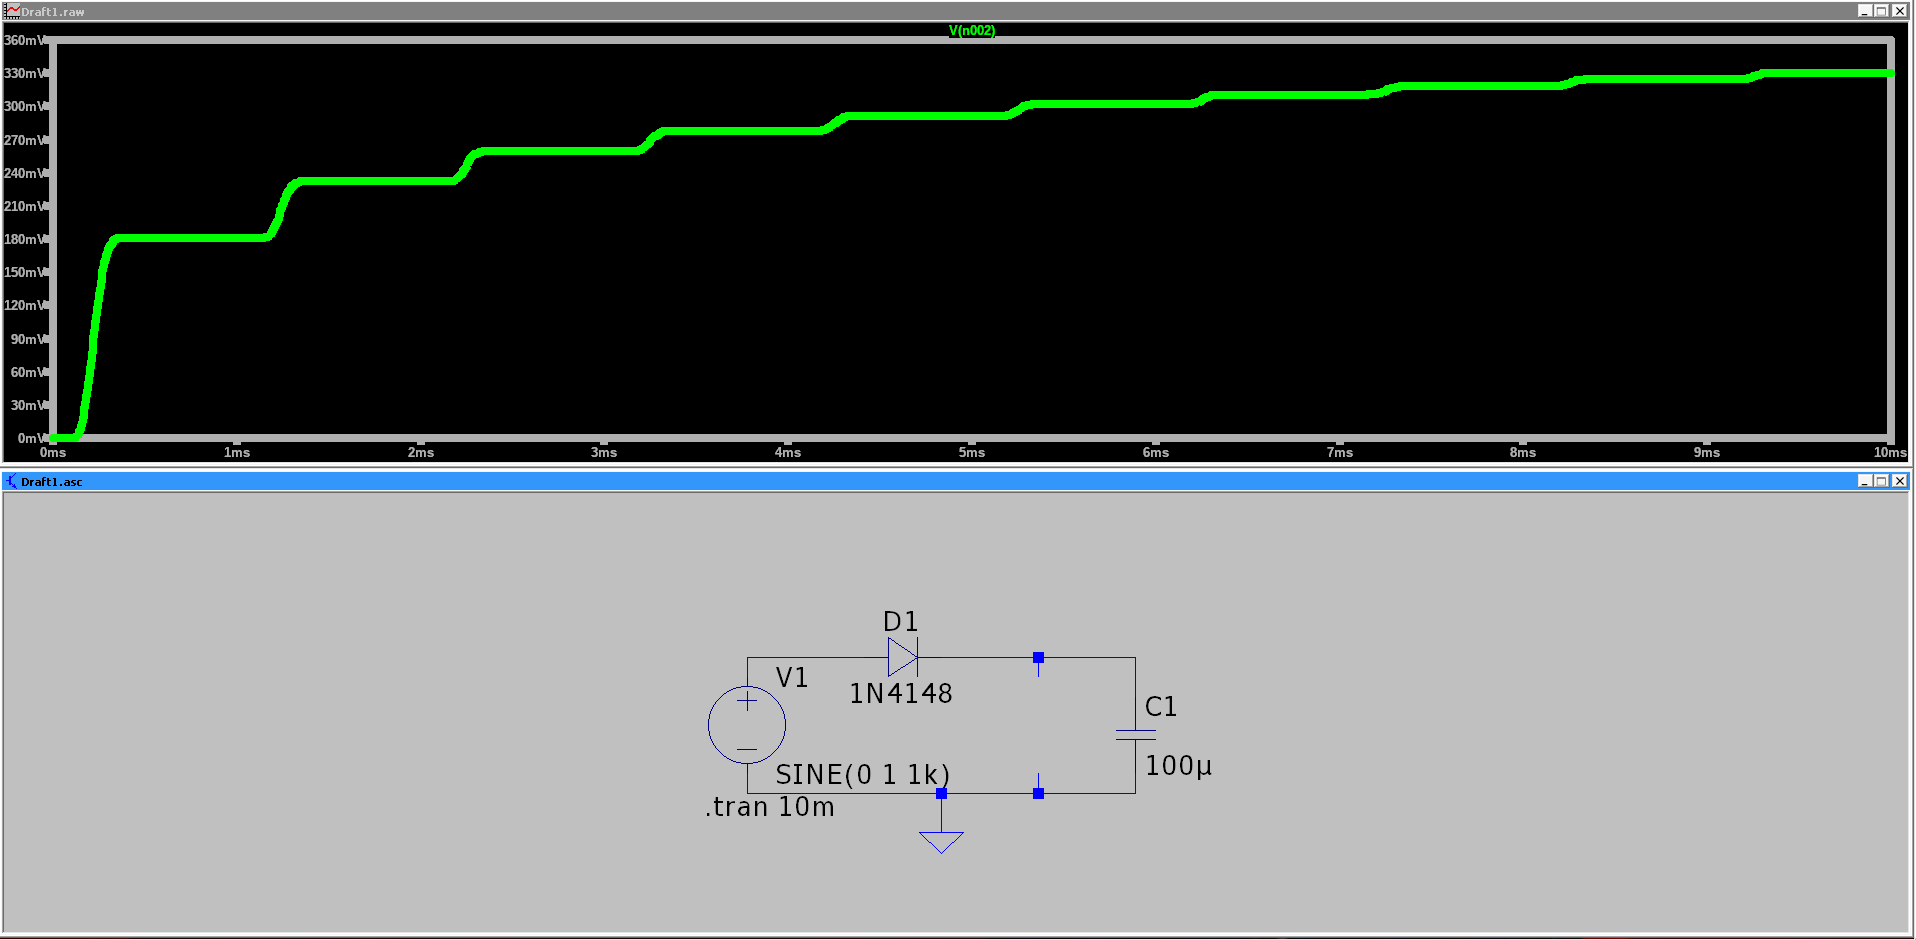 Draft1.raw
V(n002)
360mV
330mV
300mV
270mV
240mV
210mV
180mV
150mV
120mV
90mV
60mV
30mV
0mV
0ms 1ms 2ms 3ms 4ms 5ms 6ms 7ms 8ms 9ms 10ms
Draft1.asc
D1
V1
1N4148
C1
100µ
SINE(0 1 1k)
.tran 10m